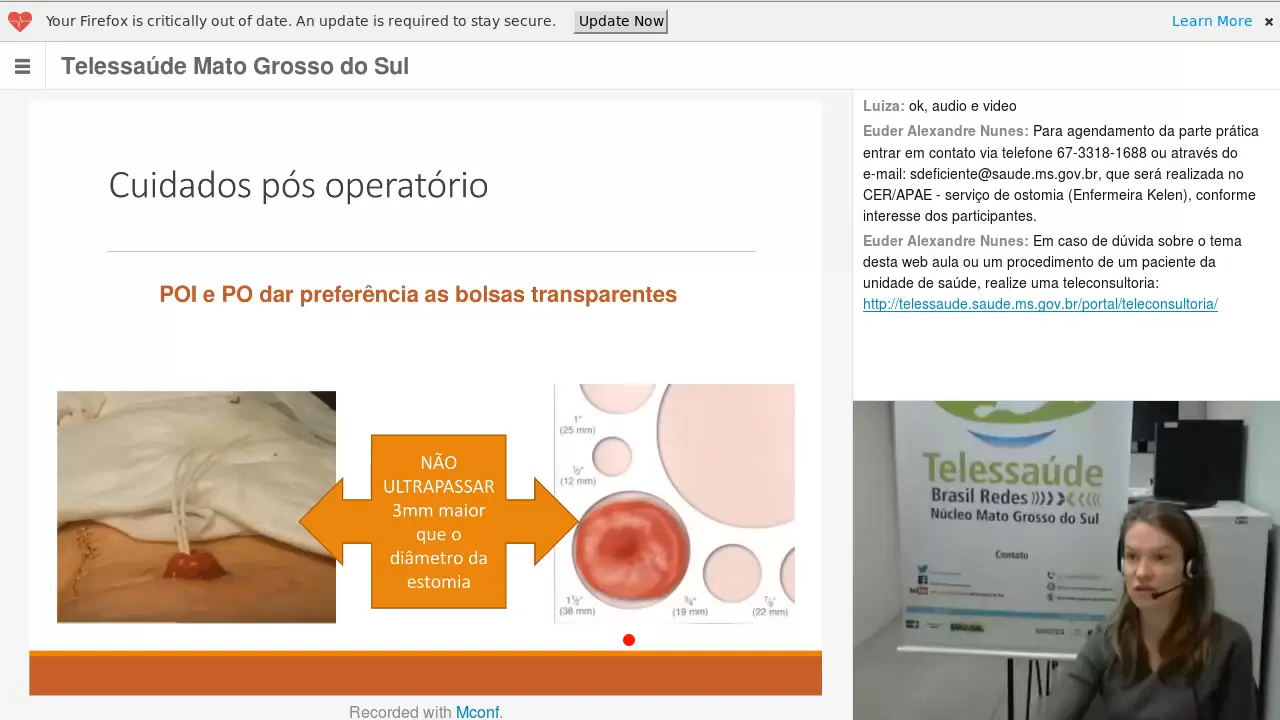 Your Firefox is critically out of date. An update is required to stay secure.
Update Now
Learn More
Telessaúde Mato Grosso do Sul
Cuidados pós operatório
POI e PO dar preferência as bolsas transparentes
NÃO
ULTRAPASSAR
3mm maior
que o
diâmetro da
estomia
1"
(25 mm)
½"
(12 mm)
1½"
(38 mm)
¾"
(19 mm)
⅞"
(22 mm)
Recorded with Mconf.
Luiza: ok, audio e video
Euder Alexandre Nunes: Para agendamento da parte prática
entrar em contato via telefone 67-3318-1688 ou através do
e-mail: sdeficiente@saude.ms.gov.br, que será realizada no
CER/APAE - serviço de ostomia (Enfermeira Kelen), conforme
interesse dos participantes.
Euder Alexandre Nunes: Em caso de dúvida sobre o tema
desta web aula ou um procedimento de um paciente da
unidade de saúde, realize uma teleconsultoria:
http://telessaude.saude.ms.gov.br/portal/teleconsultoria/
Telessaúde
Brasil Redes
Núcleo Mato Grosso do Sul
Contato